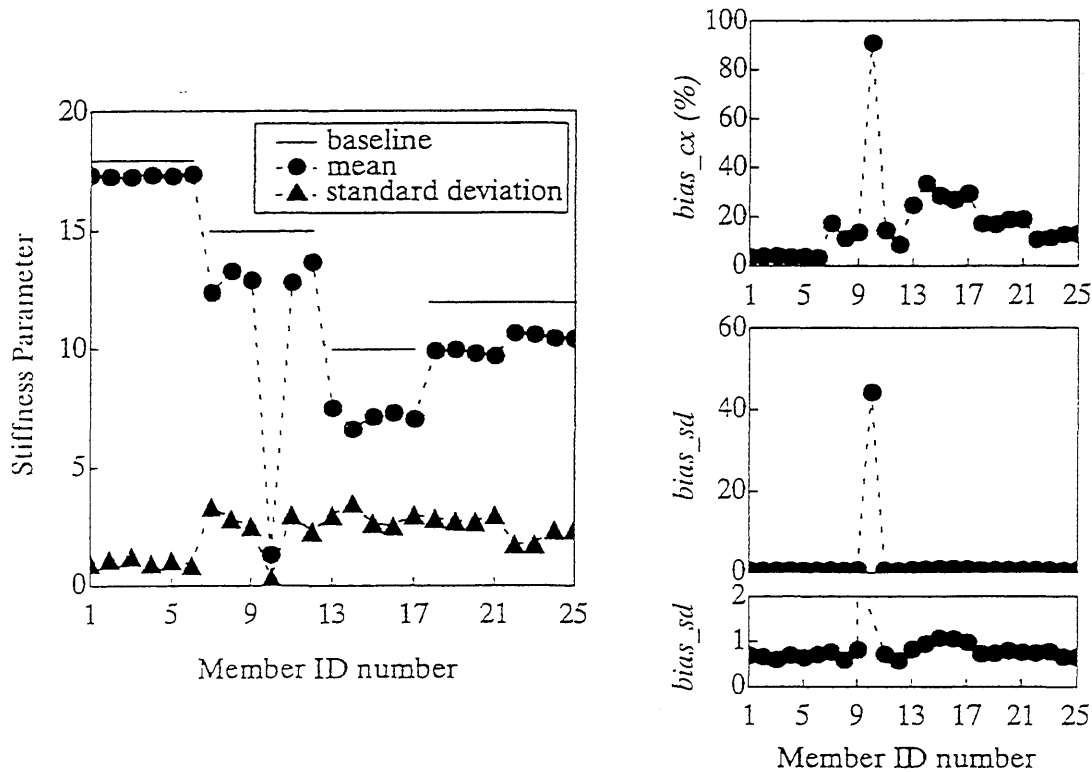 20
15
10
5
0
Stiffness Parameter
baseline
mean
standard deviation
1 5 9 13 17 21 25
Member ID number
100
80
60
40
20
0
bias_cx (%)
1 5 9 13 17 21 25
60
40
20
0
bias_sd
2
1
0
bias_sd
1 5 9 13 17 21 25
Member ID number